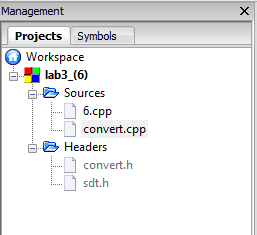 Management
Projects Symbols
Workspace
lab3_(6)
Sources
6.cpp
convert.cpp
Headers
convert.h
sdt.h